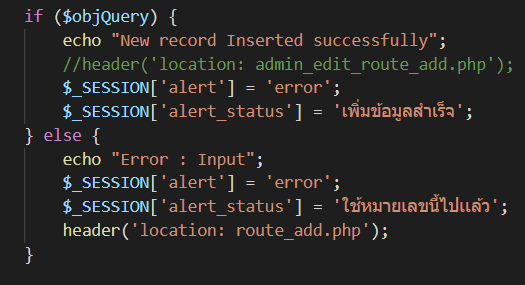 if ($objQuery) {
echo "New record Inserted successfully";
//header('location: admin_edit_route_add.php');
$_SESSION['alert'] = 'error';
$_SESSION['alert_status'] = 'เพิ่มข้อมูลสำเร็จ';
} else {
echo "Error : Input";
$_SESSION['alert'] = 'error';
$_SESSION['alert_status'] = 'ใช้หมายเลขนี้ไปเเล้ว';
header('location: route_add.php');
}